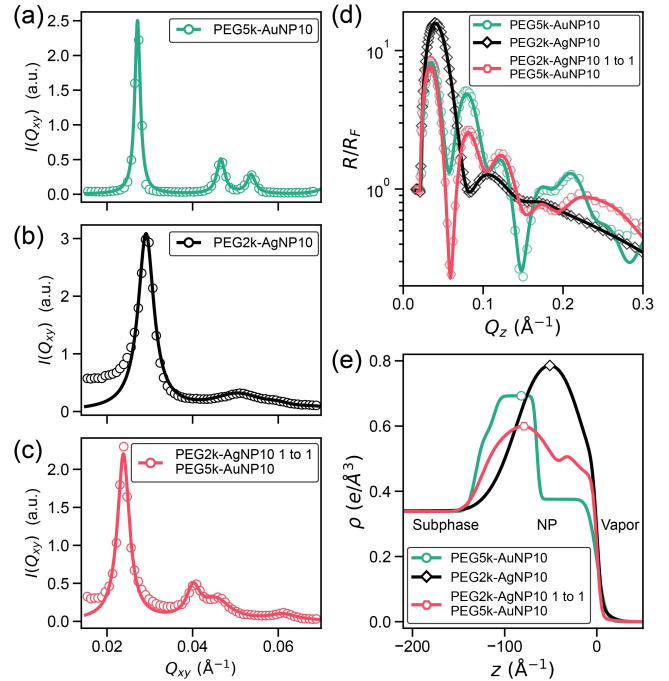 (a)
2.5
2.0
1.5
1.0
0.5
0.0
I(Q_xy) (a.u.)
PEG5k-AuNP10
(b)
3
2
1
0
I(Q_xy) (a.u.)
PEG2k-AgNP10
(c)
2.0
1.5
1.0
0.5
0.0
I(Q_xy) (a.u.)
PEG2k-AgNP10 1 to 1
PEG5k-AuNP10
0.02 0.04 0.06
Q_xy (Å⁻¹)
(d)
10¹
10⁰
R/R_F
PEG5k-AuNP10
PEG2k-AgNP10
PEG2k-AgNP10 1 to 1
PEG5k-AuNP10
0.0 0.1 0.2 0.3
Q_z (Å⁻¹)
(e)
0.8
0.6
0.4
0.2
0.0
ρ (e/Å³)
Subphase NP Vapor
PEG5k-AuNP10
PEG2k-AgNP10
PEG2k-AgNP10 1 to 1
PEG5k-AuNP10
−200 −100 0
z (Å⁻¹)